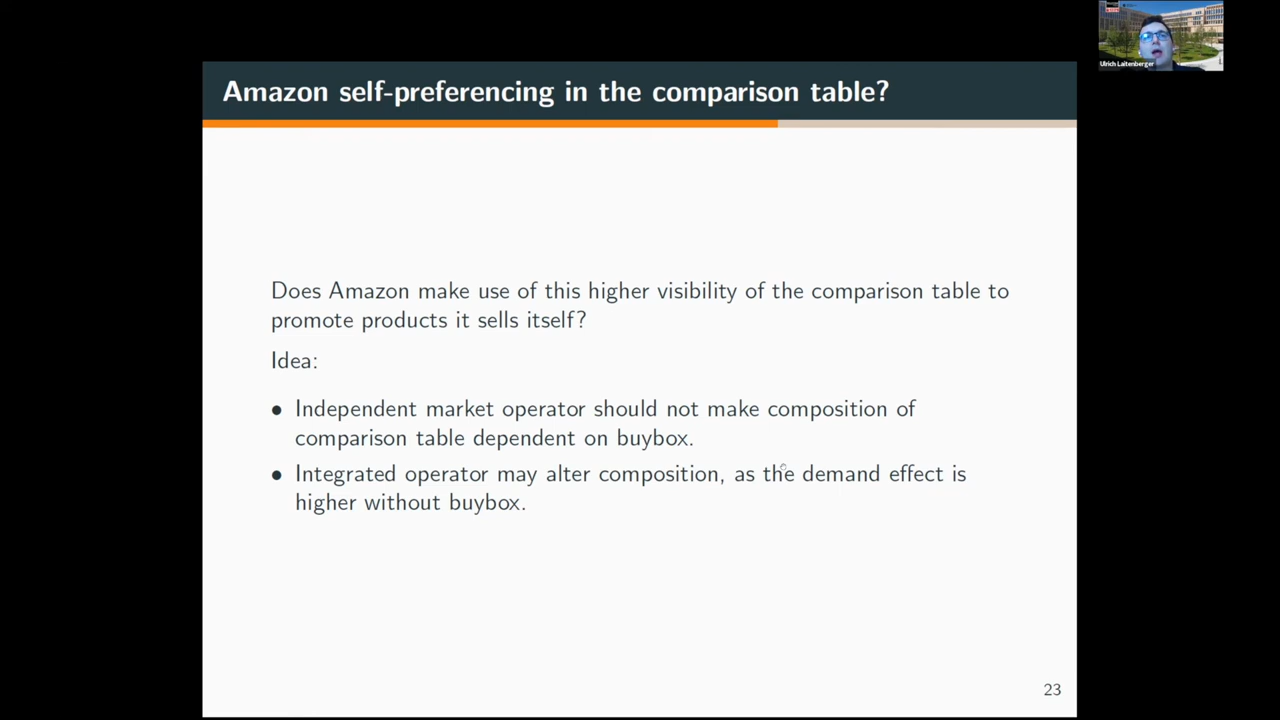 Amazon self-preferencing in the comparison table?
Ulrich Laitenberger
Does Amazon make use of this higher visibility of the comparison table to
promote products it sells itself?
Idea:
• Independent market operator should not make composition of
comparison table dependent on buybox.
• Integrated operator may alter composition, as the demand effect is
higher without buybox.
23